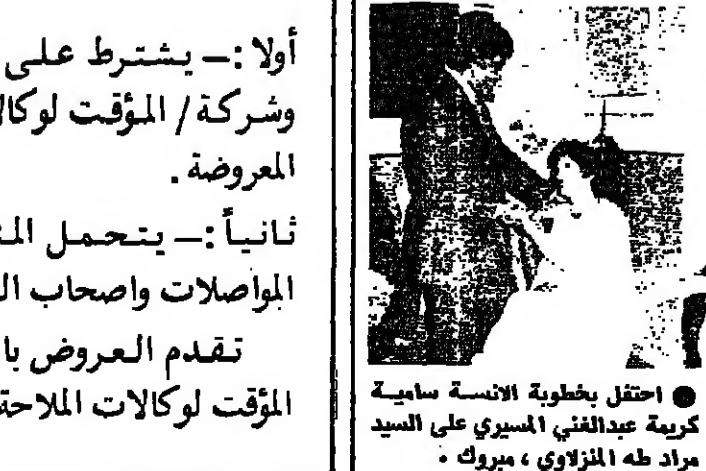 أولا :ـ يشترط على
وشركة / المؤقت لوكالا
المعروضة .
ثانياً :ـ يتحمل المت
المواصلات واصحاب ال
تقدم العروض با
المؤقت لوكالات الملاحة
● احتفل بخطوبة الانسة سامية
كريمة عبدالغني المسيري على السيد
مراد طه المنزلاوي ، مبروك .